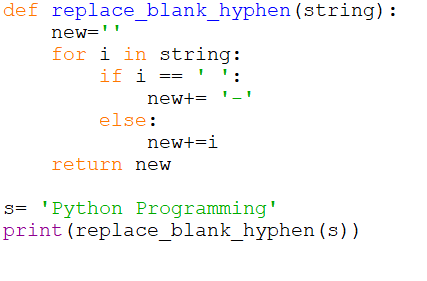 def replace_blank_hyphen(string):
    new=''
    for i in string:
        if i == ' ':
            new+= '-'
        else:
            new+=i
    return new

s= 'Python Programming'
print(replace_blank_hyphen(s))